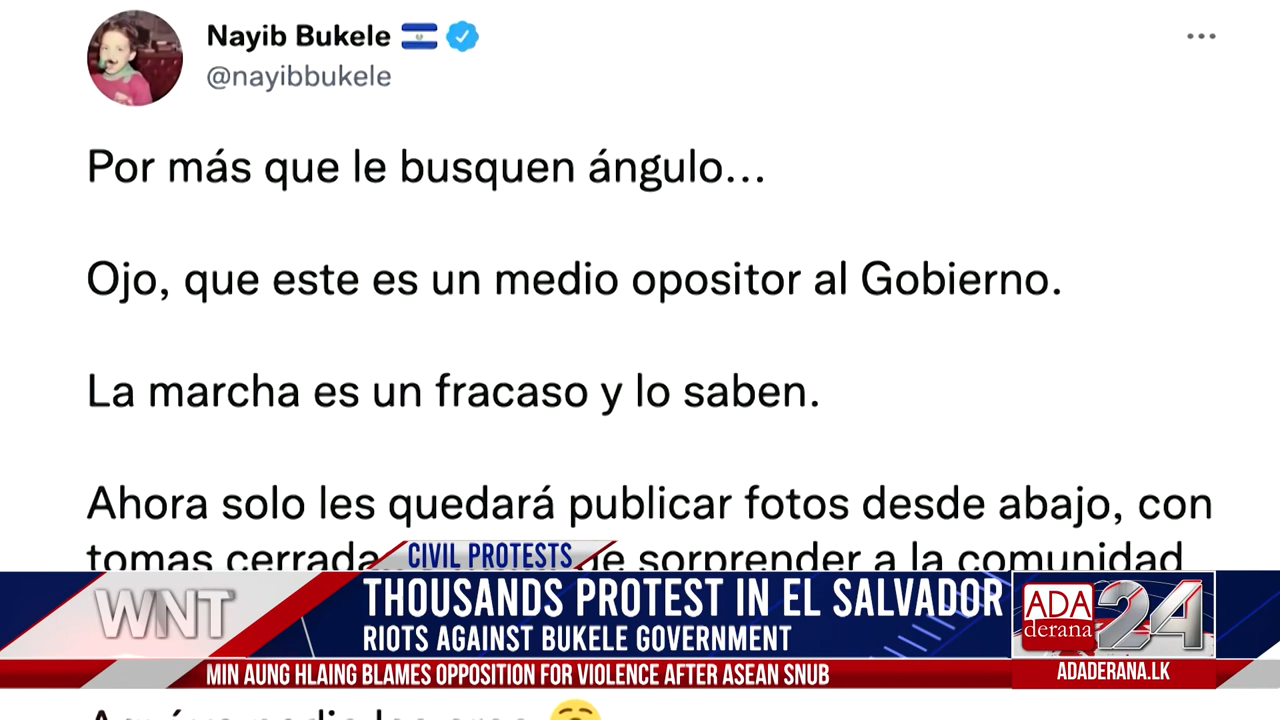 Nayib Bukele
@nayibbukele
Por más que le busquen ángulo...
Ojo, que este es un medio opositor al Gobierno.
La marcha es un fracaso y lo saben.
Ahora solo les quedará publicar fotos desde abajo, con
tomas cerrada sorprender a la comunidad
CIVIL PROTESTS
WNT
THOUSANDS PROTEST IN EL SALVADOR
RIOTS AGAINST BUKELE GOVERNMENT
ADA
derana
24
MIN AUNG HLAING BLAMES OPPOSITION FOR VIOLENCE AFTER ASEAN SNUB
ADADERANA.LK